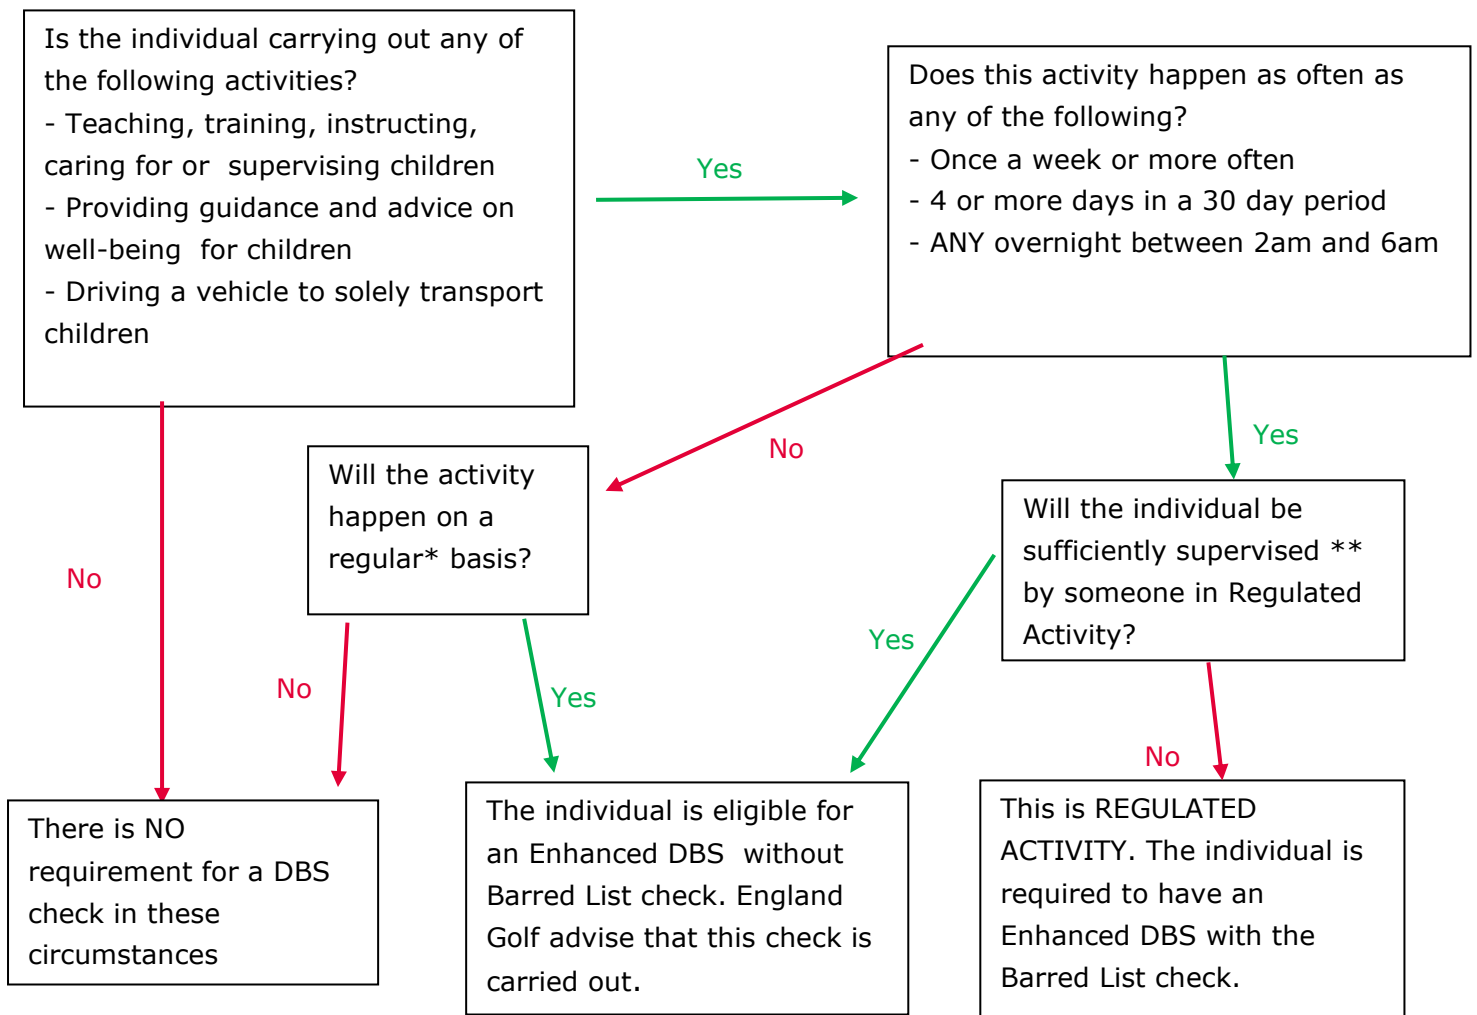 Is the individual carrying out any of
the following activities?
- Teaching, training, instructing,
caring for or  supervising children
- Providing guidance and advice on
well-being  for children
- Driving a vehicle to solely transport
children
Yes
Does this activity happen as often as
any of the following?
- Once a week or more often
- 4 or more days in a 30 day period
- ANY overnight between 2am and 6am
No
Yes
Will the activity
happen on a
regular* basis?
Will the individual be
sufficiently supervised **
by someone in Regulated
Activity?
No
No
Yes
Yes
No
There is NO
requirement for a DBS
check in these
circumstances
The individual is eligible for
an Enhanced DBS  without
Barred List check. England
Golf advise that this check is
carried out.
This is REGULATED
ACTIVITY. The individual is
required to have an
Enhanced DBS with the
Barred List check.